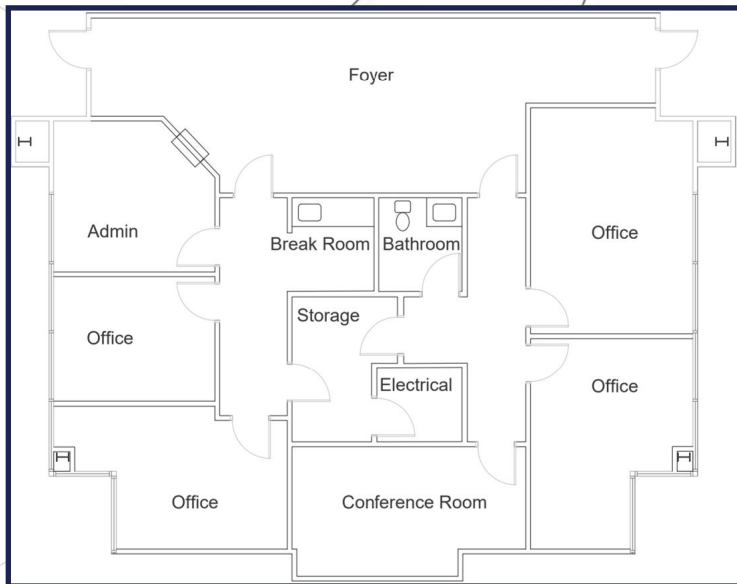 Foyer
Admin
Break Room
Bathroom
Office
Storage
Office
Electrical
Office
Office
Conference Room